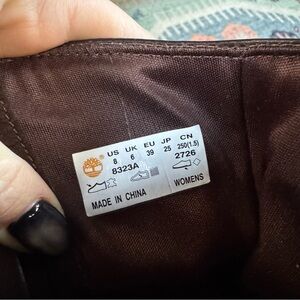 US UK EU JP CN
8 6 39 25 250(1.5)
8323A 2726
MADE IN CHINA WOMENS